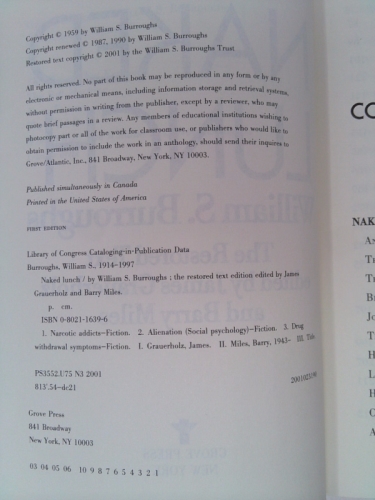 Copyright © 1959 by William S. Burroughs
Copyright renewed © 1987, 1990 by William S. Burroughs
Restored text copyright © 2001 by the William S. Burroughs Trust
All rights reserved. No part of this book may be reproduced in any form or by any
electronic or mechanical means, including information storage and retrieval systems,
without permission in writing from the publisher, except by a reviewer, who may
quote brief passages in a review. Any members of educational institutions wishing to
photocopy part or all of the work for classroom use, or publishers who would like to
obtain permission to include the work in an anthology, should send their inquires to
Grove/Atlantic, Inc., 841 Broadway, New York, NY 10003.
Published simultaneously in Canada
Printed in the United States of America
FIRST EDITION
Library of Congress Cataloging-in-Publication Data
Burroughs, William S., 1914–1997
Naked lunch / by William S. Burroughs ; the restored text edition edited by James
Grauerholz and Barry Miles.
p. cm.
ISBN 0-8021-1639-6
1. Narcotic addicts—Fiction. 2. Alienation (Social psychology)—Fiction. 3. Drug
withdrawal symptoms—Fiction. I. Grauerholz, James. II. Miles, Barry, 1943- III. Title.
PS3552.U75 N3 2001
813'.54–dc21
Grove Press
841 Broadway
New York, NY 10003
03 04 05 06 10 9 8 7 6 5 4 3 2 1
CO
NAK